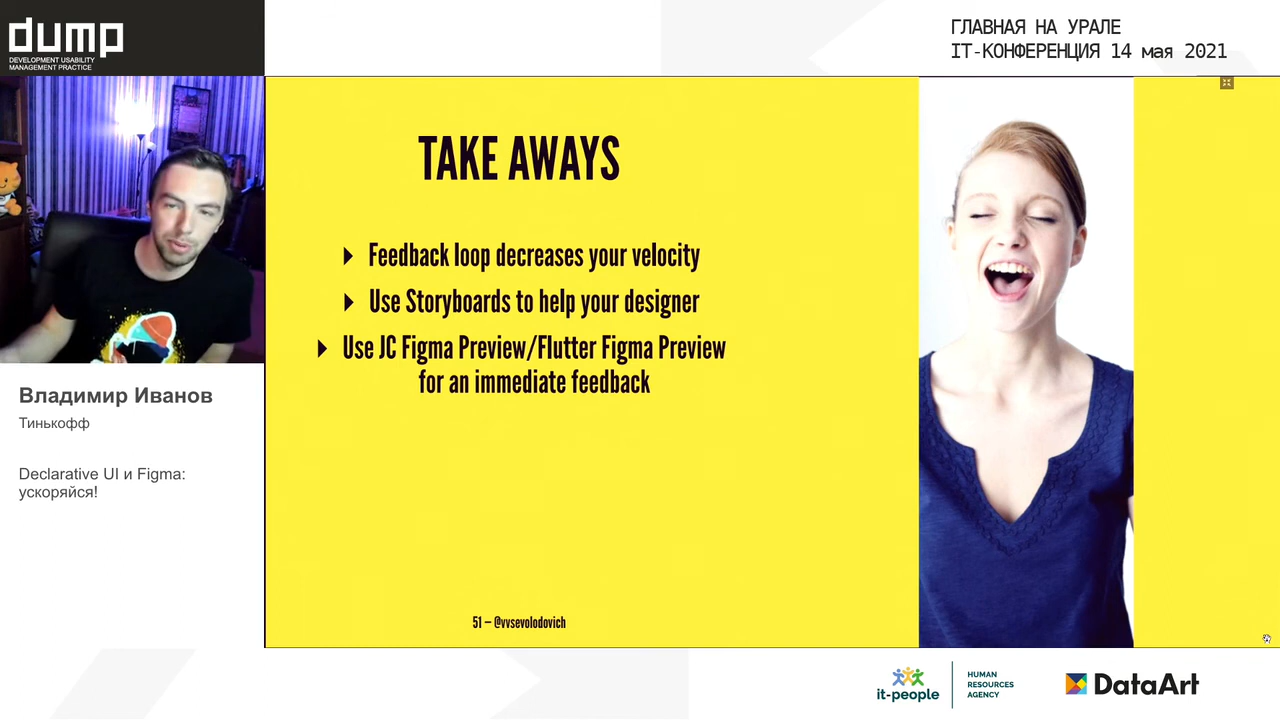 dump
DEVELOPMENT USABILITY
MANAGEMENT PRACTICE
ГЛАВНАЯ НА УРАЛЕ
IT-КОНФЕРЕНЦИЯ 14 мая 2021
TAKE AWAYS
Feedback loop decreases your velocity
Use Storyboards to help your designer
Use JC Figma Preview/Flutter Figma Preview
for an immediate feedback
51 – @vvsevolodovich
Владимир Иванов
Тинькофф
Declarative UI и Figma:
ускоряйся!
it-people
HUMAN
RESOURCES
AGENCY
DataArt